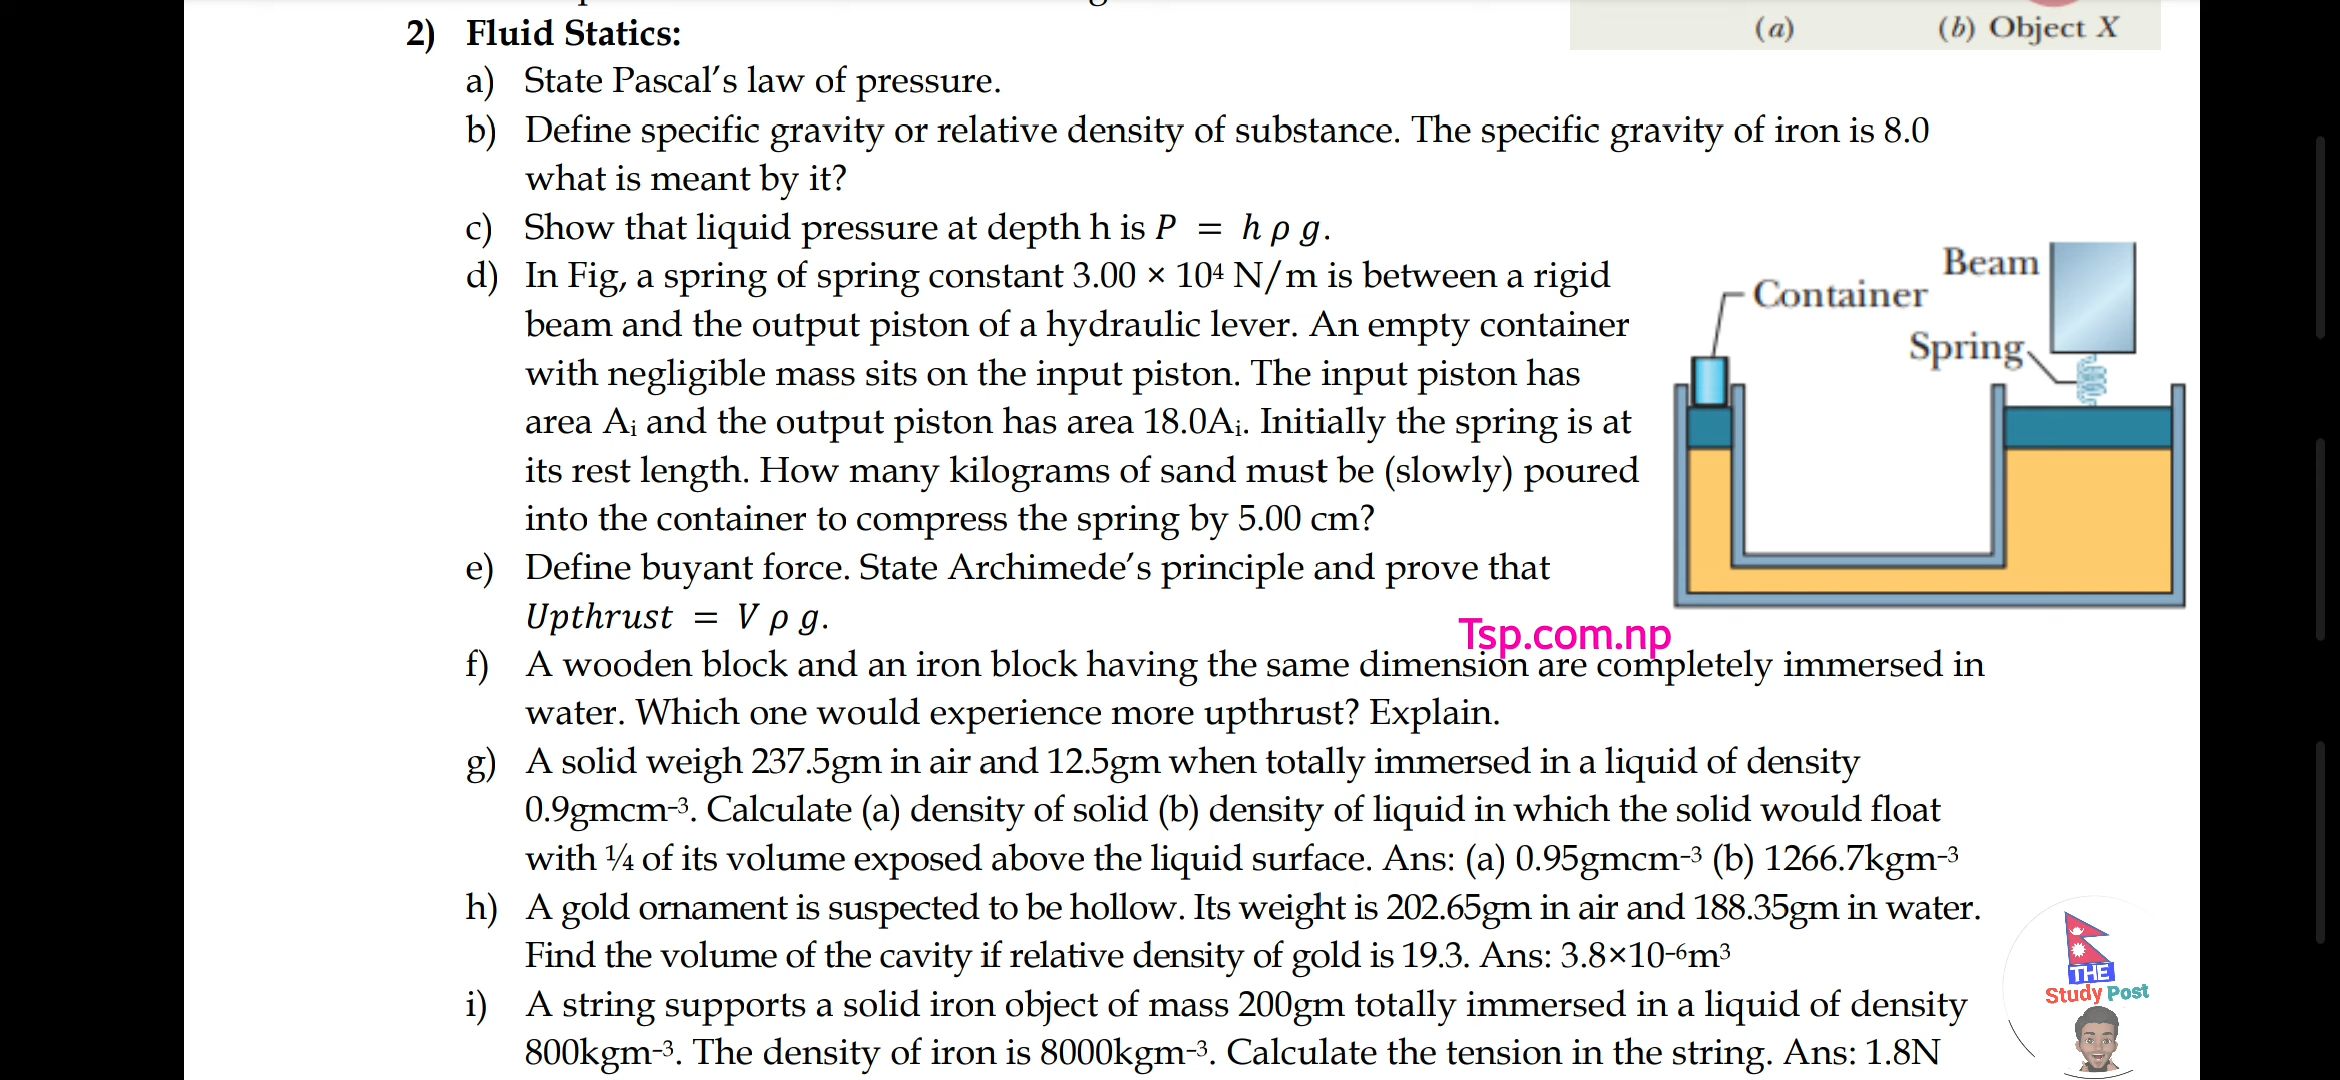 (a) (b) Object X
2) Fluid Statics:
a) State Pascal's law of pressure.
b) Define specific gravity or relative density of substance. The specific gravity of iron is 8.0
what is meant by it?
c) Show that liquid pressure at depth h is P = h ρ g.
d) In Fig, a spring of spring constant 3.00 × 10⁴ N/m is between a rigid
beam and the output piston of a hydraulic lever. An empty container
with negligible mass sits on the input piston. The input piston has
area Aᵢ and the output piston has area 18.0Aᵢ. Initially the spring is at
its rest length. How many kilograms of sand must be (slowly) poured
into the container to compress the spring by 5.00 cm?
Beam
Container
Spring
e) Define buyant force. State Archimede's principle and prove that
Upthrust = V ρ g.
Tsp.com.np
f) A wooden block and an iron block having the same dimension are completely immersed in
water. Which one would experience more upthrust? Explain.
g) A solid weigh 237.5gm in air and 12.5gm when totally immersed in a liquid of density
0.9gmcm⁻³. Calculate (a) density of solid (b) density of liquid in which the solid would float
with ¼ of its volume exposed above the liquid surface. Ans: (a) 0.95gmcm⁻³ (b) 1266.7kgm⁻³
h) A gold ornament is suspected to be hollow. Its weight is 202.65gm in air and 188.35gm in water.
Find the volume of the cavity if relative density of gold is 19.3. Ans: 3.8×10⁻⁶m³
i) A string supports a solid iron object of mass 200gm totally immersed in a liquid of density
800kgm⁻³. The density of iron is 8000kgm⁻³. Calculate the tension in the string. Ans: 1.8N
THE
Study Post